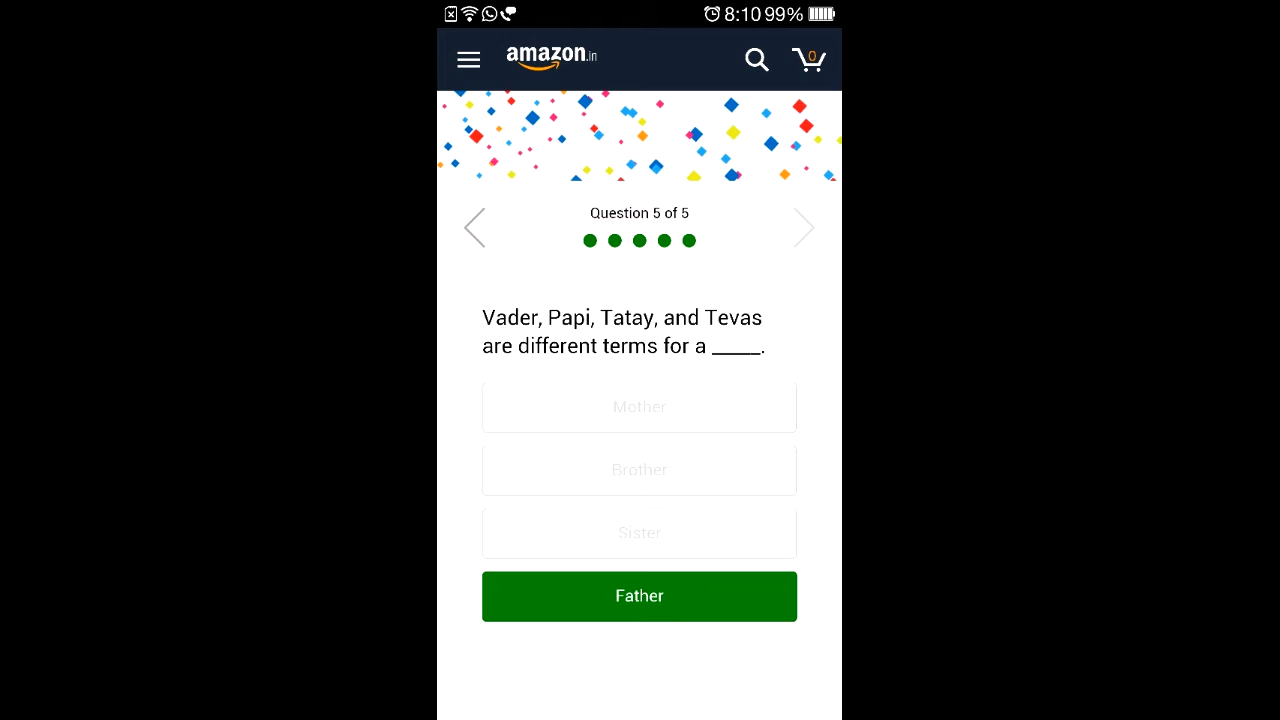 8:10 99%
amazon.in
0
Question 5 of 5
Vader, Papi, Tatay, and Tevas
are different terms for a _____.
Mother
Brother
Sister
Father